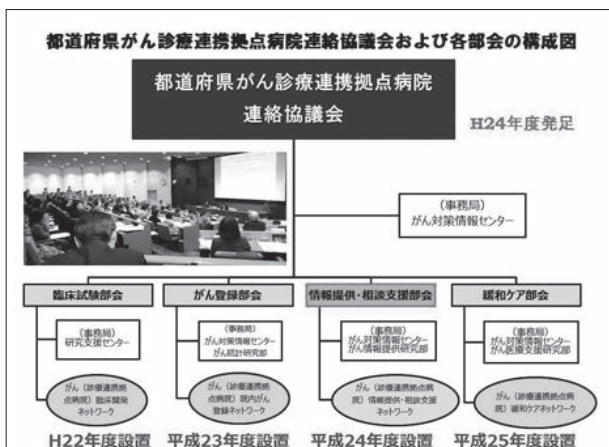 都道府県がん診療連携拠点病院連絡協議会および各部会の構成図
都道府県がん診療連携拠点病院
連絡協議会
H24年度発足
(事務局)
がん対策情報センター
臨床試験部会
(事務局)
研究支援センター
がん(診療連携拠
点病院)臨床開発
ネットワーク
H22年度設置
がん登録部会
(事務局)
がん対策情報センター
がん統計研究部
がん(診療連携拠
点病院)院内がん
登録ネットワーク
平成23年度設置
情報提供・相談支援部会
(事務局)
がん対策情報センター
がん情報提供研究部
がん(診療連携拠点病
院)情報提供・相談支援
ネットワーク
平成24年度設置
緩和ケア部会
(事務局)
がん対策情報センター
がん医療支援研究部
がん(診療連携拠点病
院)緩和ケアネットワーク
平成25年度設置